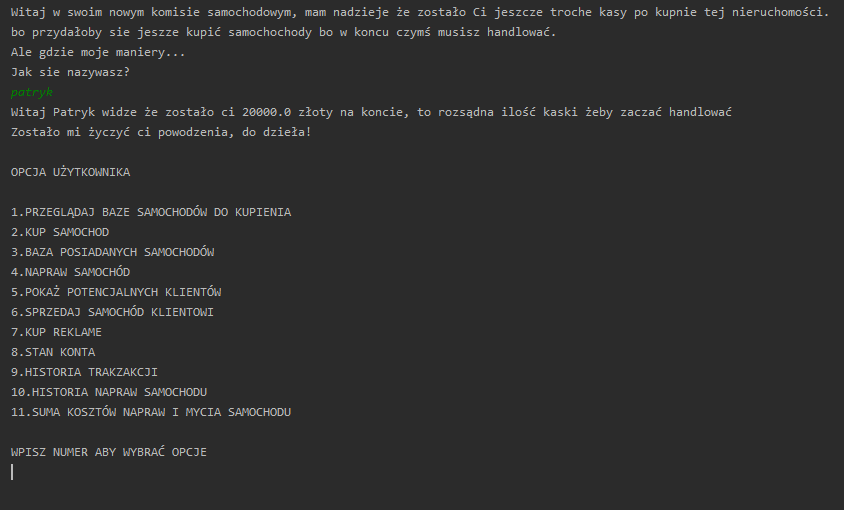 Witaj w swoim nowym komisie samochodowym, mam nadzieje że zostało Ci jeszcze troche kasy po kupnie tej nieruchomości.
bo przydałoby sie jesze kupić samochochody bo w koncu czymś musisz handlować.
Ale gdzie moje maniery...
Jak sie nazywasz?
patryk
Witaj Patryk widze że zostało ci 20000.0 złoty na koncie, to rozsądna ilość kaski żeby zaczać handlować
Zostało mi życzyć ci powodzenia, do dzieła!
OPCJA UŻYTKOWNIKA
1.PRZEGLĄDAJ BAZE SAMOCHODÓW DO KUPIENIA
2.KUP SAMOCHOD
3.BAZA POSIADANYCH SAMOCHODÓW
4.NAPRAW SAMOCHÓD
5.POKAŻ POTENCJALNYCH KLIENTÓW
6.SPRZEDAJ SAMOCHÓD KLIENTOWI
7.KUP REKLAME
8.STAN KONTA
9.HISTORIA TRAKZAKCJI
10.HISTORIA NAPRAW SAMOCHODU
11.SUMA KOSZTÓW NAPRAW I MYCIA SAMOCHODU
WPISZ NUMER ABY WYBRAĆ OPCJE